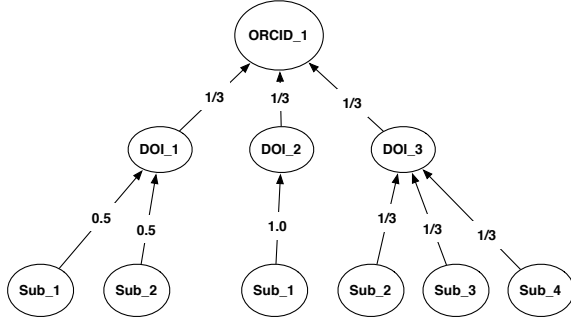 ORCID_1
1/3 1/3 1/3
DOI_1 DOI_2 DOI_3
0.5 0.5 1.0 1/3 1/3 1/3
Sub_1 Sub_2 Sub_1 Sub_2 Sub_3 Sub_4